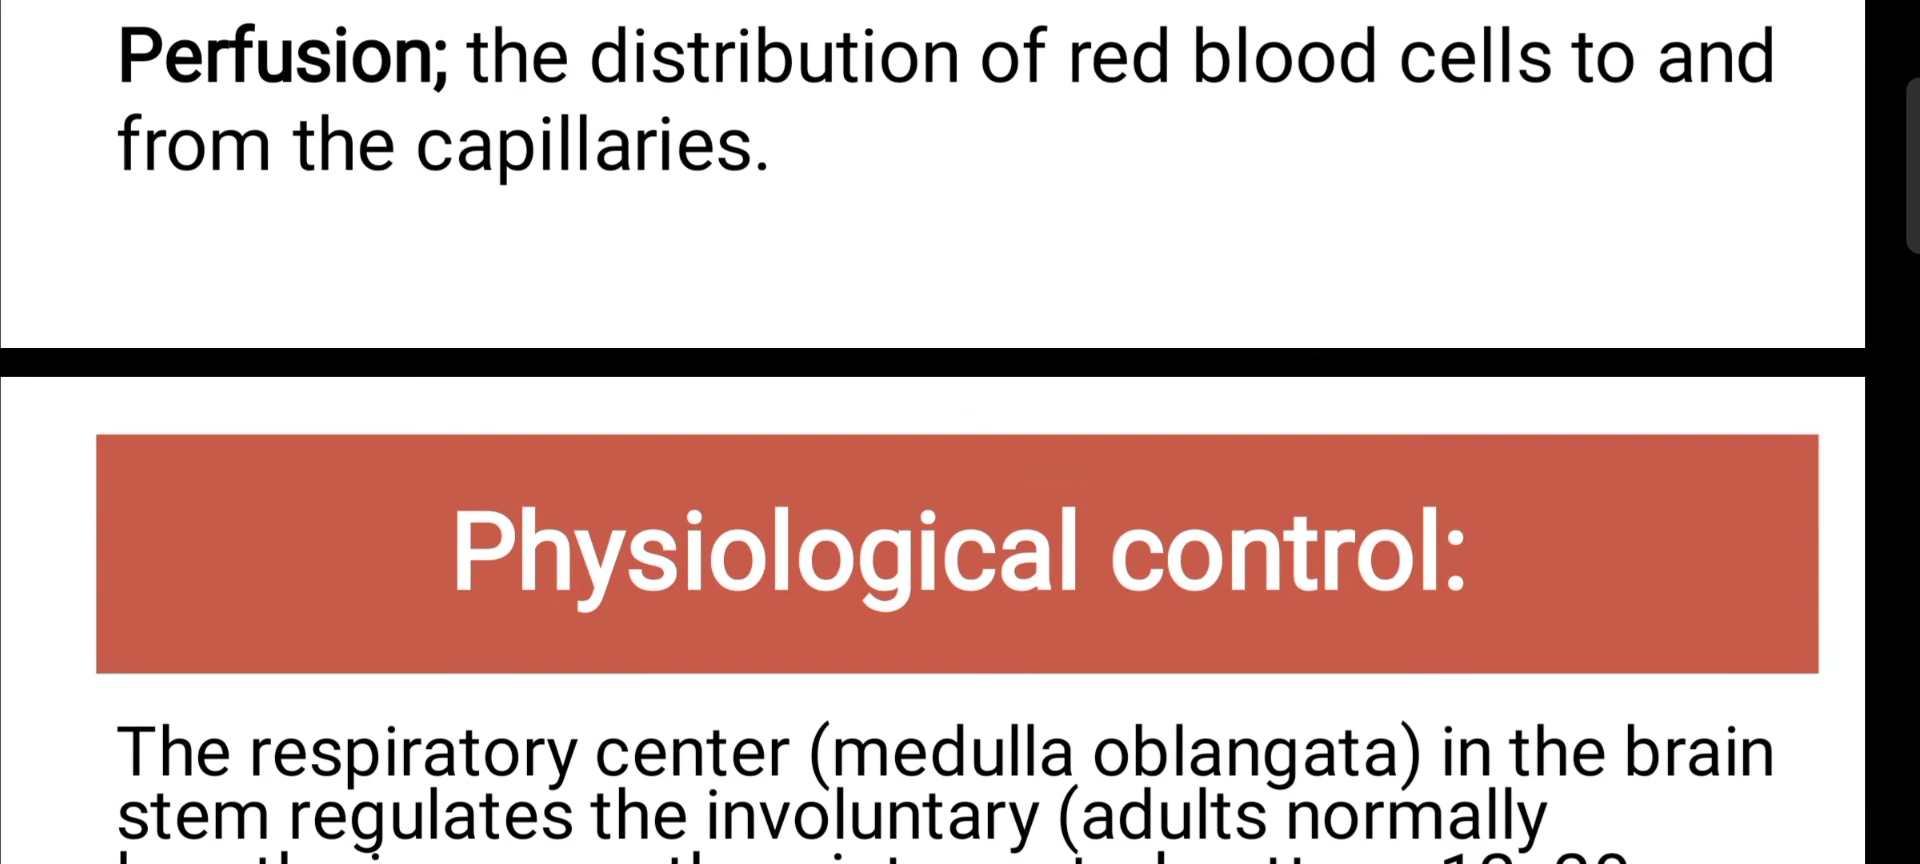 Perfusion; the distribution of red blood cells to and
from the capillaries.
Physiological control:
The respiratory center (medulla oblangata) in the brain
stem regulates the involuntary (adults normally